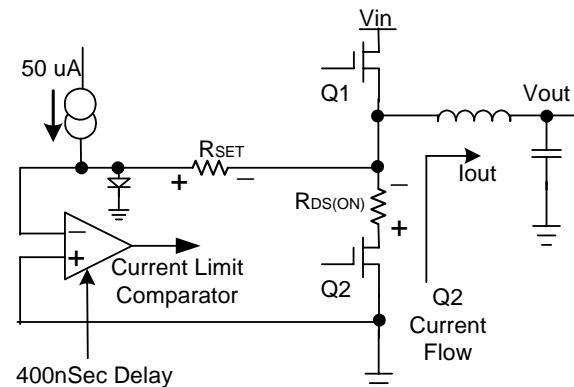 Vin
50 uA
Q1
Vout
RSET
+
−
−
Iout
RDS(ON)
+
−
+
Current Limit
Comparator
Q2
Q2
Current
Flow
400nSec Delay